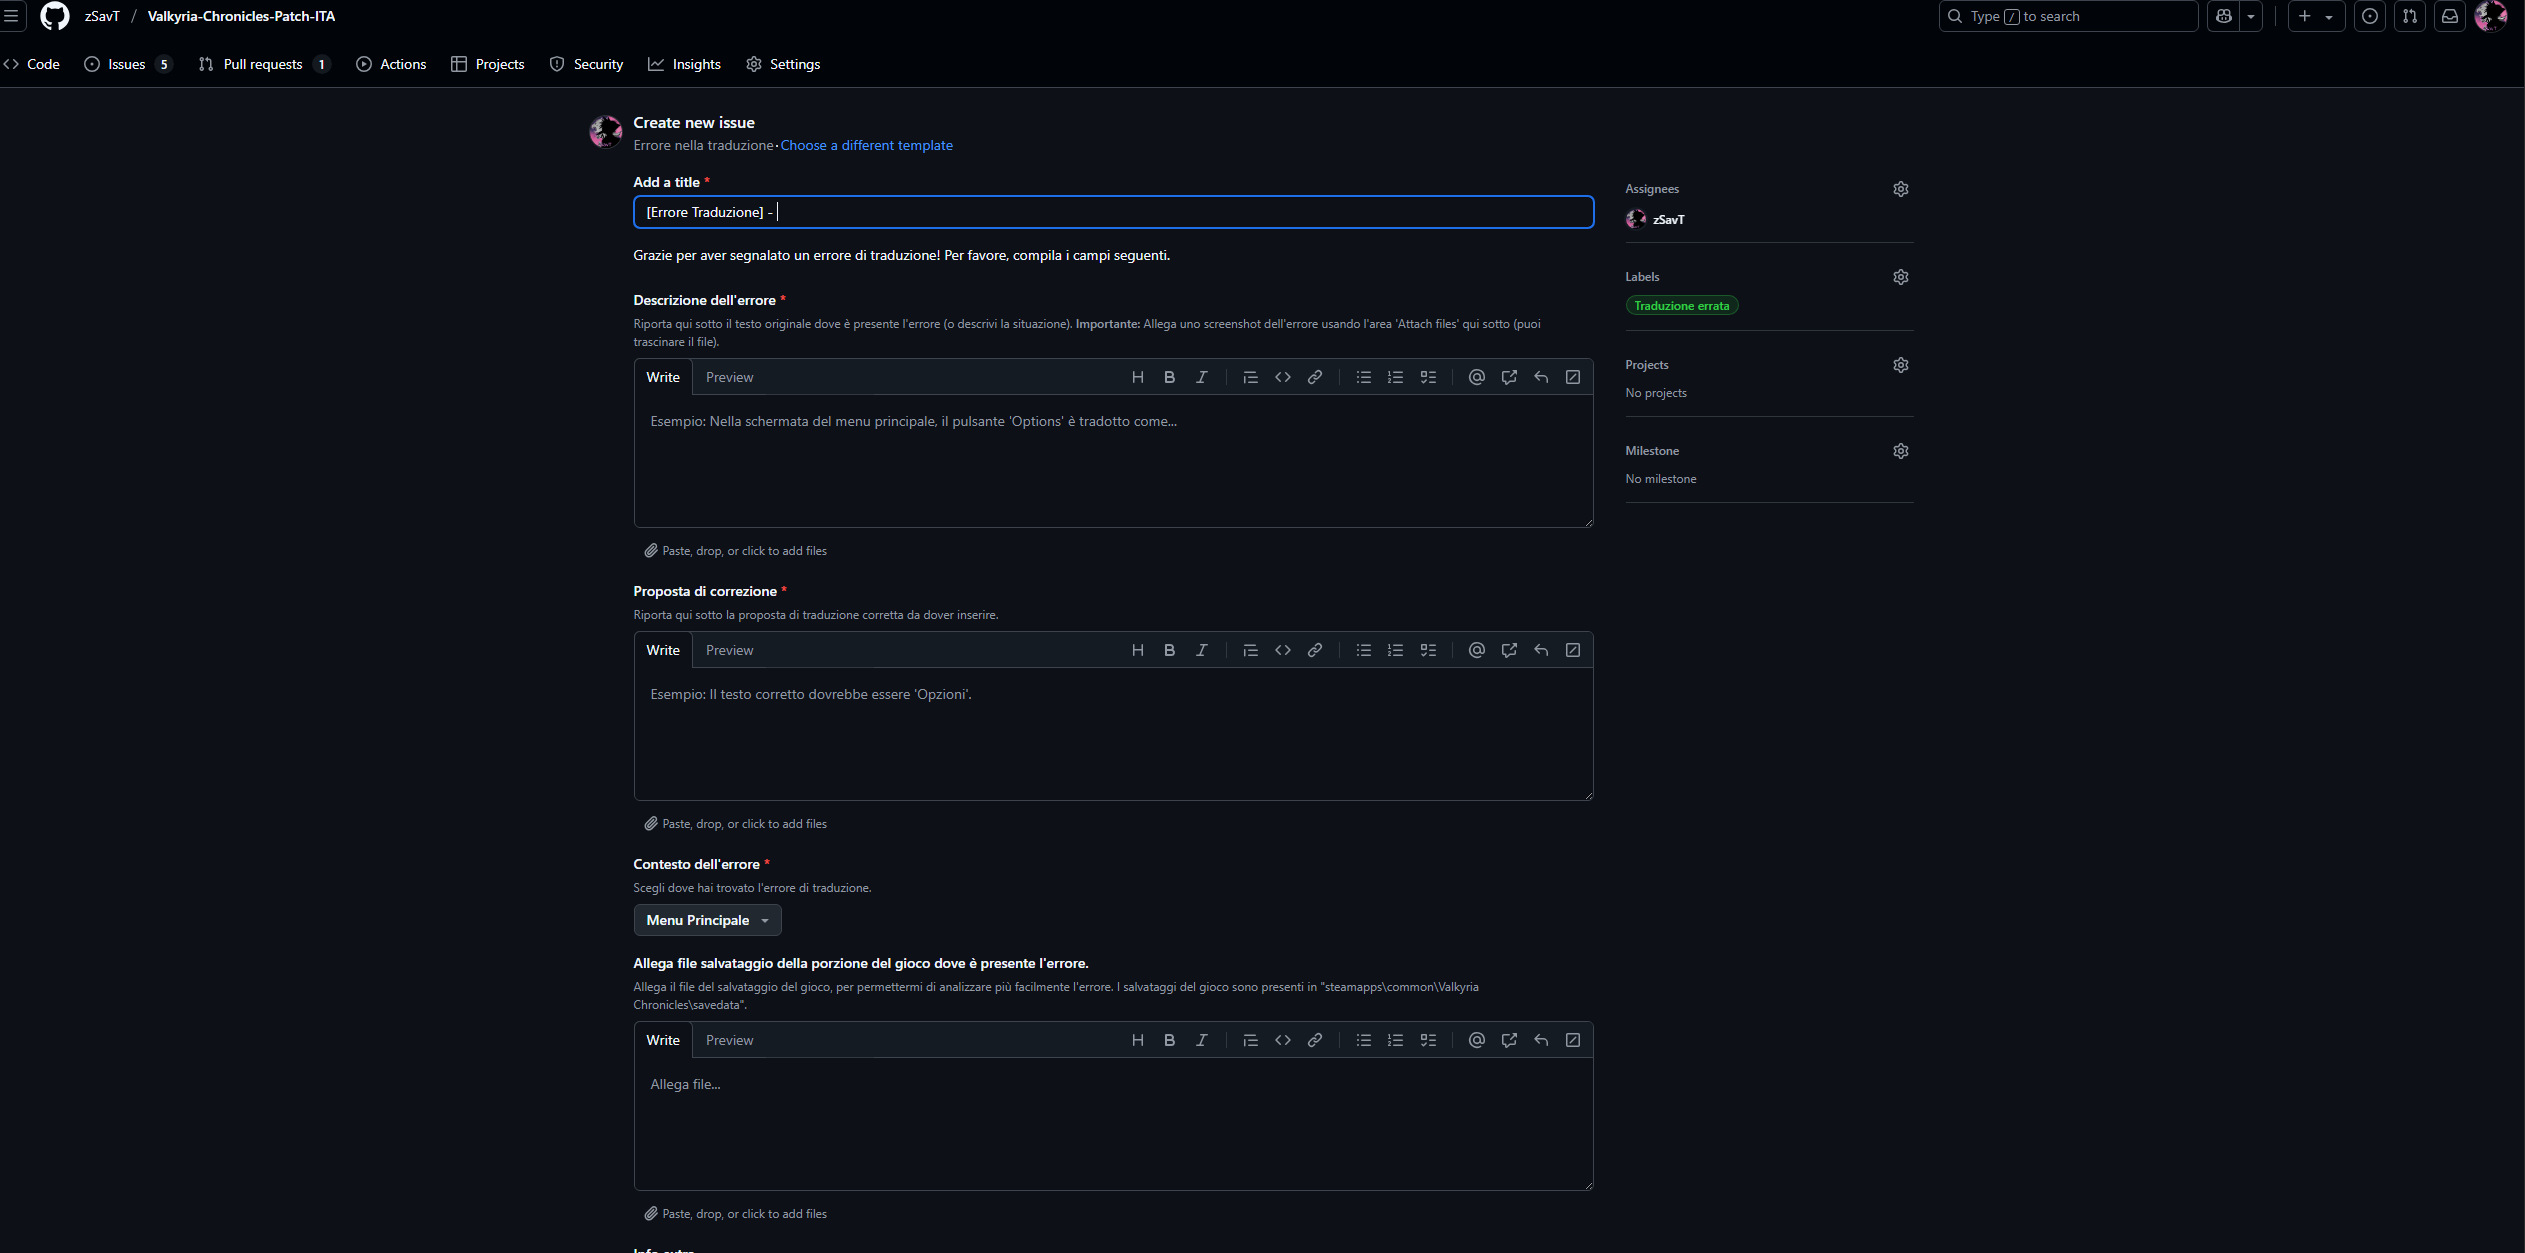 zSavT / Valkyria-Chronicles-Patch-ITA
Type / to search
Code Issues 5 Pull requests 1 Actions Projects Security Insights Settings
Create new issue
Errore nella traduzione · Choose a different template
Add a title *
[Errore Traduzione] -
Grazie per aver segnalato un errore di traduzione! Per favore, compila i campi seguenti.
Descrizione dell'errore *
Riporta qui sotto il testo originale dove è presente l'errore (o descrivi la situazione). Importante: Allega uno screenshot dell'errore usando l'area 'Attach files' qui sotto (puoi
trascinare il file).
Write Preview
Esempio: Nella schermata del menu principale, il pulsante 'Options' è tradotto come...
Paste, drop, or click to add files
Proposta di correzione *
Riporta qui sotto la proposta di traduzione corretta da dover inserire.
Write Preview
Esempio: Il testo corretto dovrebbe essere 'Opzioni'.
Paste, drop, or click to add files
Contesto dell'errore *
Scegli dove hai trovato l'errore di traduzione.
Menu Principale
Allega file salvataggio della porzione del gioco dove è presente l'errore.
Allega il file del salvataggio del gioco, per permettermi di analizzare più facilmente l'errore. I salvataggi del gioco sono presenti in "steamapps\common\Valkyria
Chronicles\savedata".
Write Preview
Allega file...
Paste, drop, or click to add files
Info extra
Assignees
zSavT
Labels
Traduzione errata
Projects
No projects
Milestone
No milestone